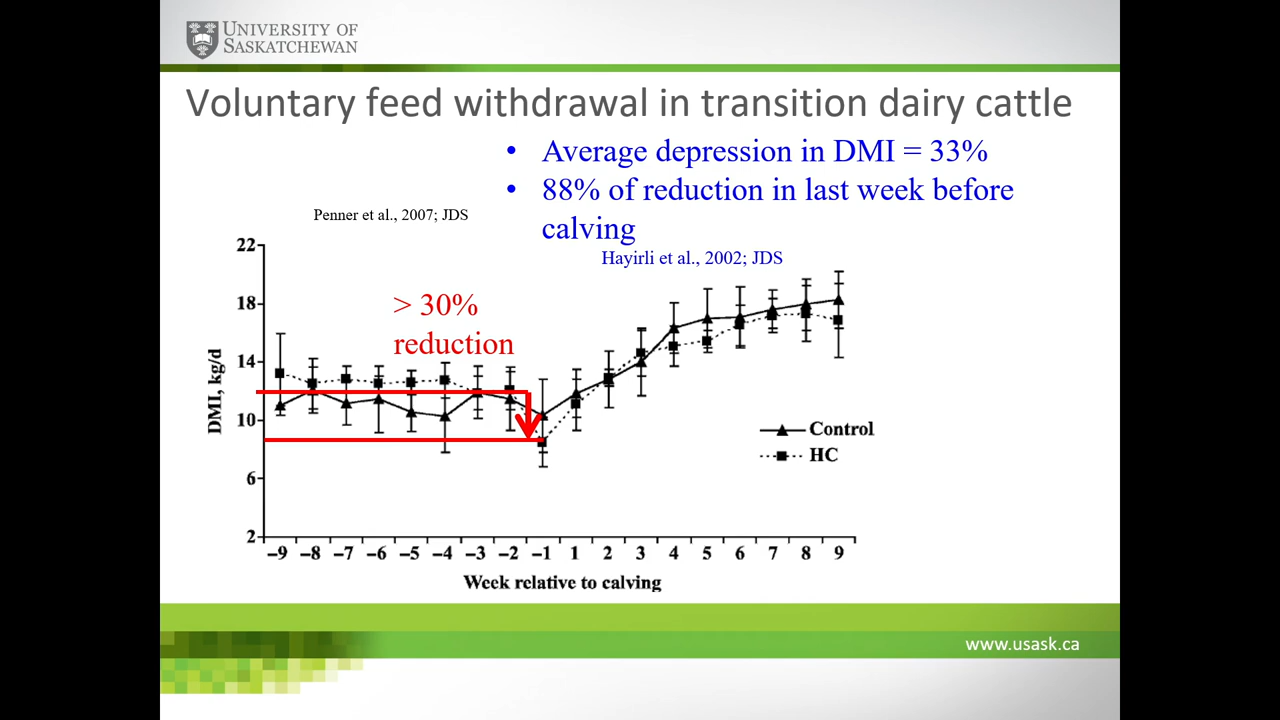 UNIVERSITY OF
SASKATCHEWAN
Voluntary feed withdrawal in transition dairy cattle
• Average depression in DMI = 33%
• 88% of reduction in last week before
calving
Penner et al., 2007; JDS
Hayirli et al., 2002; JDS
> 30%
reduction
DMI, kg/d
22
18
14
10
6
2
Control
HC
–9 –8 –7 –6 –5 –4 –3 –2 –1 1 2 3 4 5 6 7 8 9
Week relative to calving
www.usask.ca